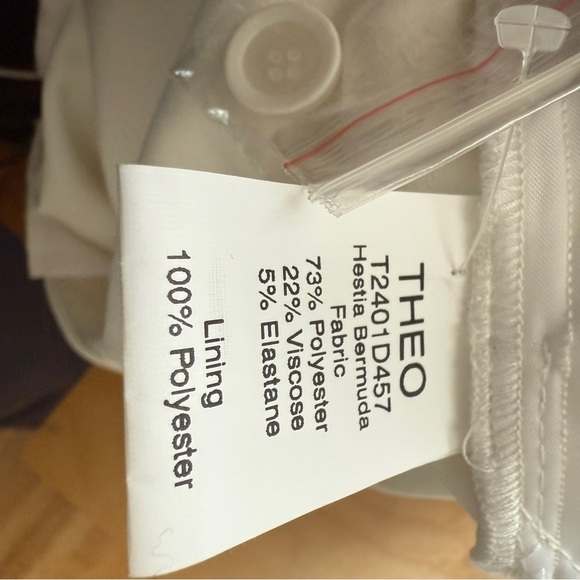 THEO
T2401D457
Hestia Bermuda
Fabric
73% Polyester
22% Viscose
5% Elastane
Lining
100% Polyester